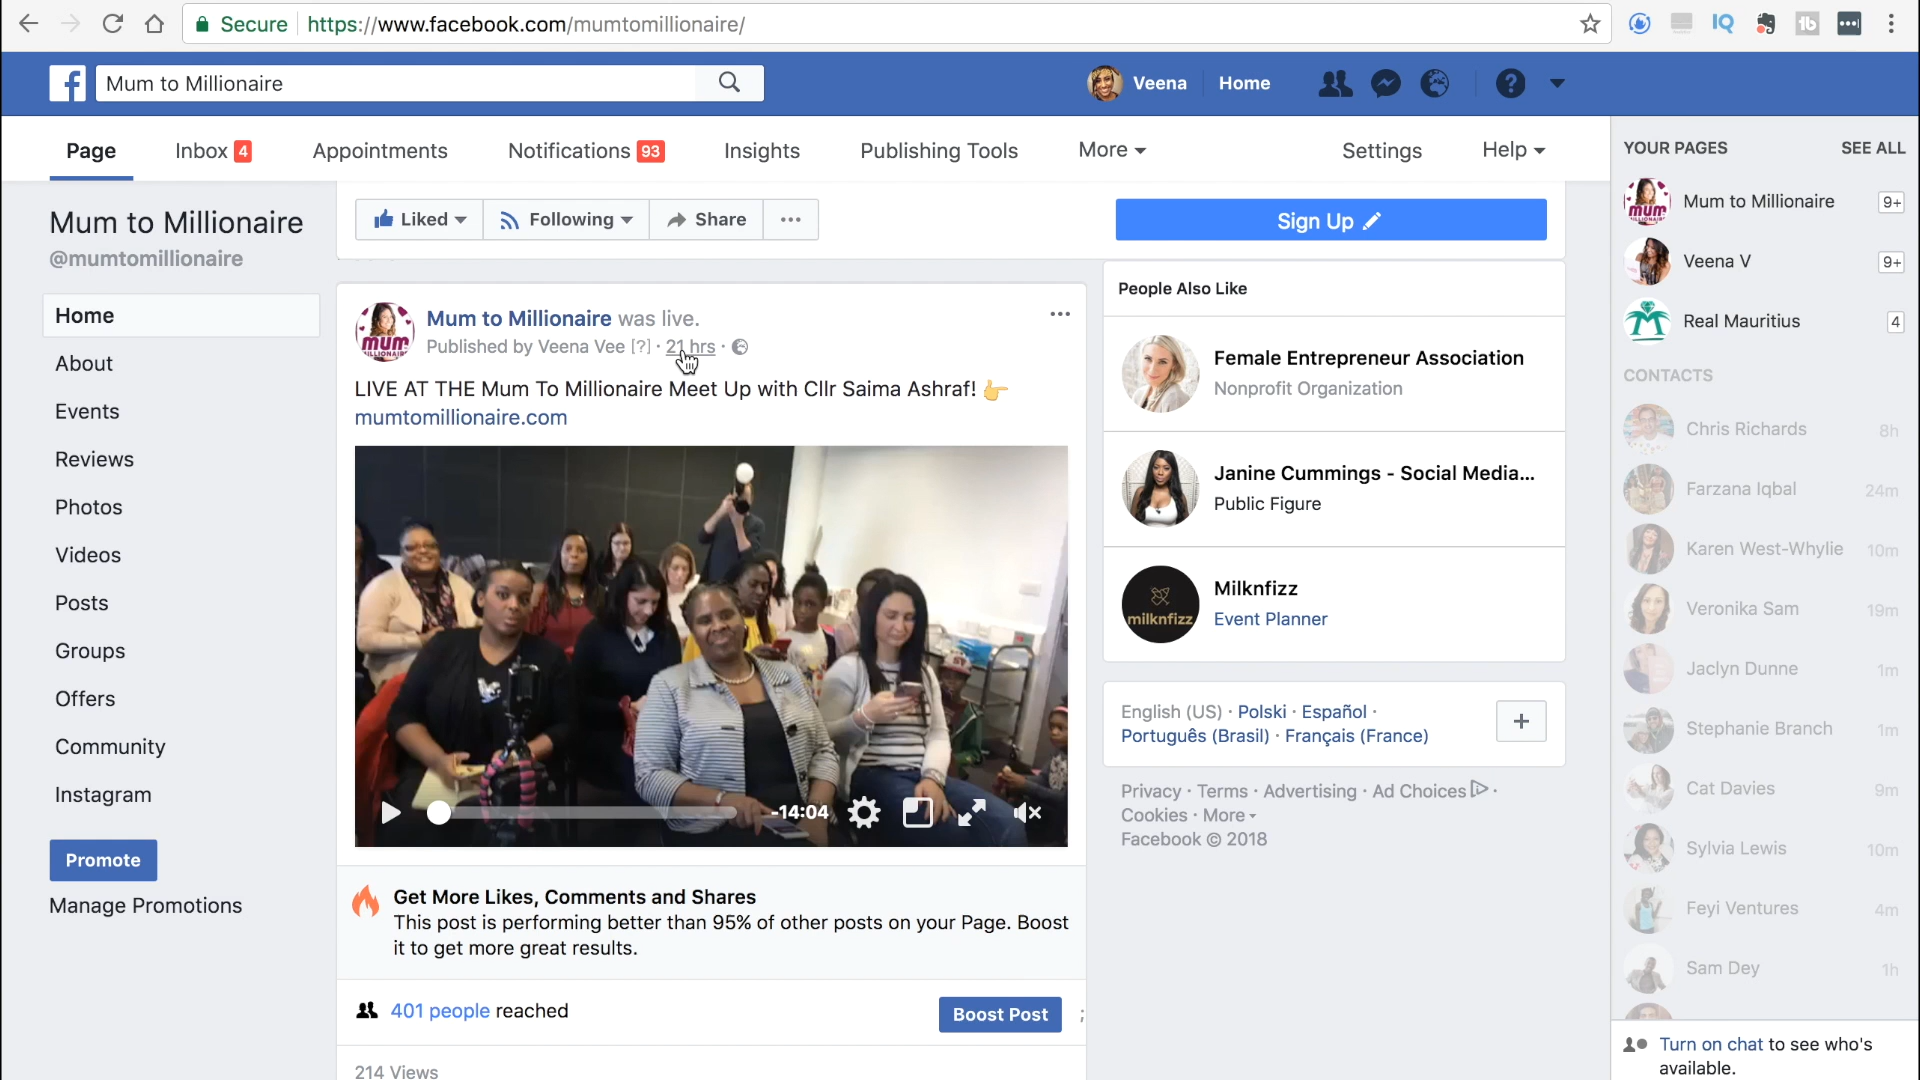 Secure https://www.facebook.com/mumtomillionaire/
Mum to Millionaire
Veena Home
Page Inbox 4 Appointments Notifications 93 Insights Publishing Tools More Settings Help
Mum to Millionaire
@mumtomillionaire
Home
About
Events
Reviews
Photos
Videos
Posts
Groups
Offers
Community
Instagram
Promote
Manage Promotions
Liked Following Share ...
Sign Up
Mum to Millionaire was live.
Published by Veena Vee [?] · 21 hrs ·
LIVE AT THE Mum To Millionaire Meet Up with Cllr Saima Ashraf! 👉
mumtomillionaire.com
-14:04
Get More Likes, Comments and Shares
This post is performing better than 95% of other posts on your Page. Boost
it to get more great results.
401 people reached
Boost Post
214 Views
People Also Like
Female Entrepreneur Association
Nonprofit Organization
Janine Cummings - Social Media...
Public Figure
milknfizz
Milknfizz
Event Planner
English (US) · Polski · Español ·
Português (Brasil) · Français (France)
+
Privacy · Terms · Advertising · Ad Choices ·
Cookies · More
Facebook © 2018
YOUR PAGES SEE ALL
Mum to Millionaire 9+
Veena V 9+
Real Mauritius 4
CONTACTS
Chris Richards 8h
Farzana Iqbal 24m
Karen West-Whylie 10m
Veronika Sam 19m
Jaclyn Dunne 1m
Stephanie Branch 1m
Cat Davies 9m
Sylvia Lewis 10m
Feyi Ventures 4m
Sam Dey 1h
Turn on chat to see who's
available.